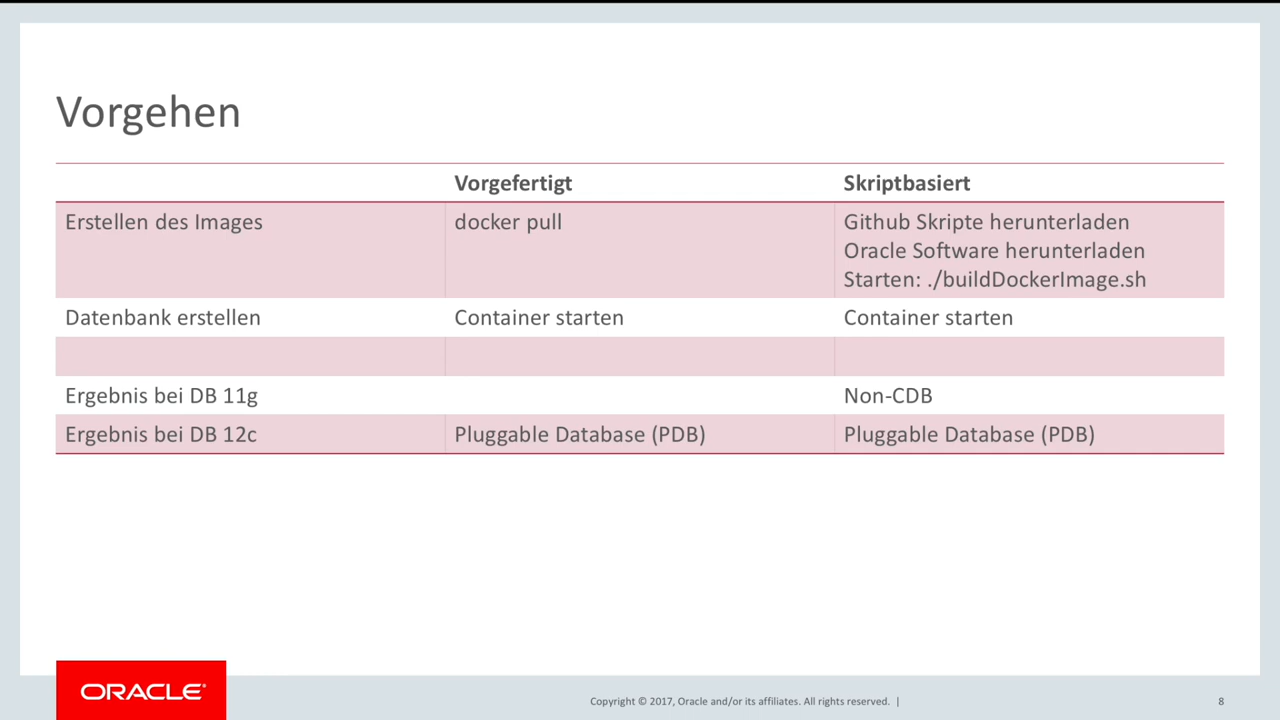 Vorgehen
Vorgefertigt Skriptbasiert
Erstellen des Images docker pull Github Skripte herunterladen
Oracle Software herunterladen
Starten: ./buildDockerImage.sh
Datenbank erstellen Container starten Container starten
Ergebnis bei DB 11g Non-CDB
Ergebnis bei DB 12c Pluggable Database (PDB) Pluggable Database (PDB)
ORACLE®
Copyright © 2017, Oracle and/or its affiliates. All rights reserved. | 8